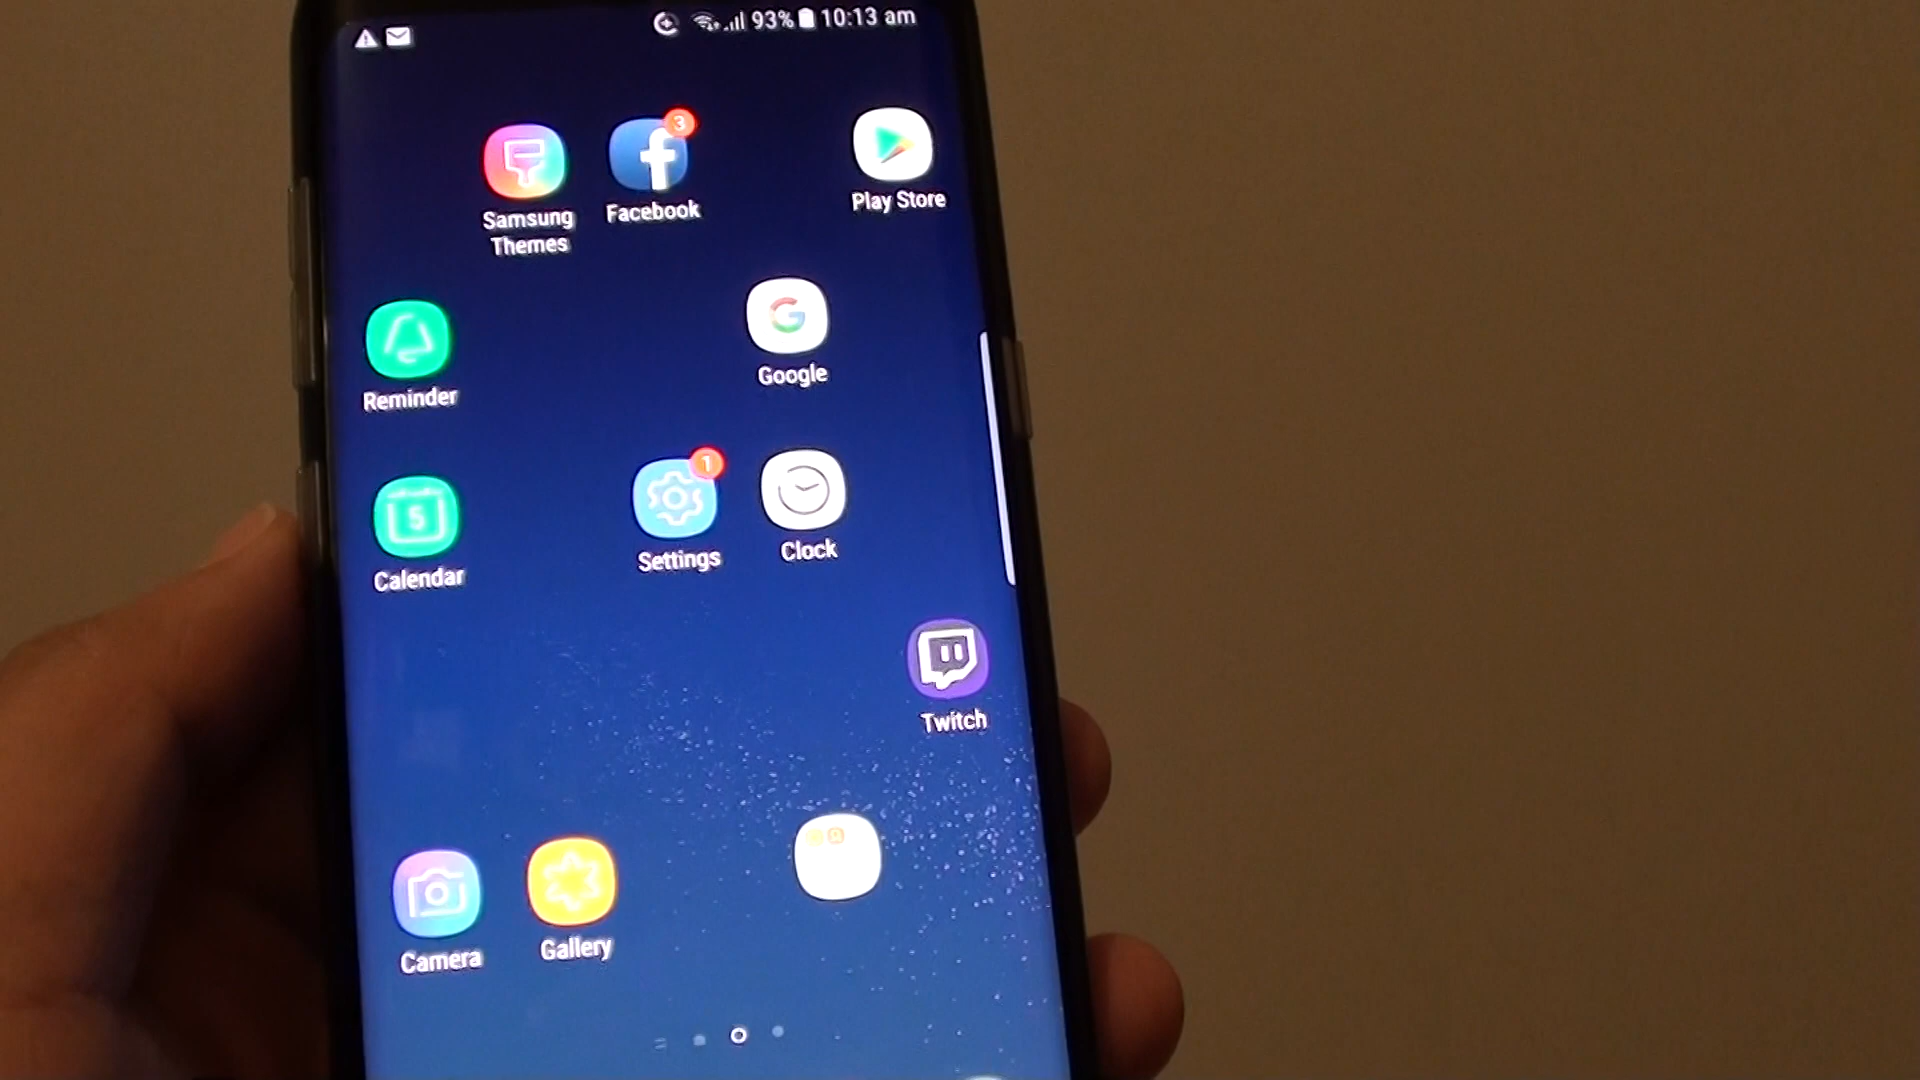 93% 10:13 am
3
Samsung
Themes
Facebook
Play Store
Reminder
Google
1
5
Settings
Clock
Calendar
Twitch
Camera
Gallery